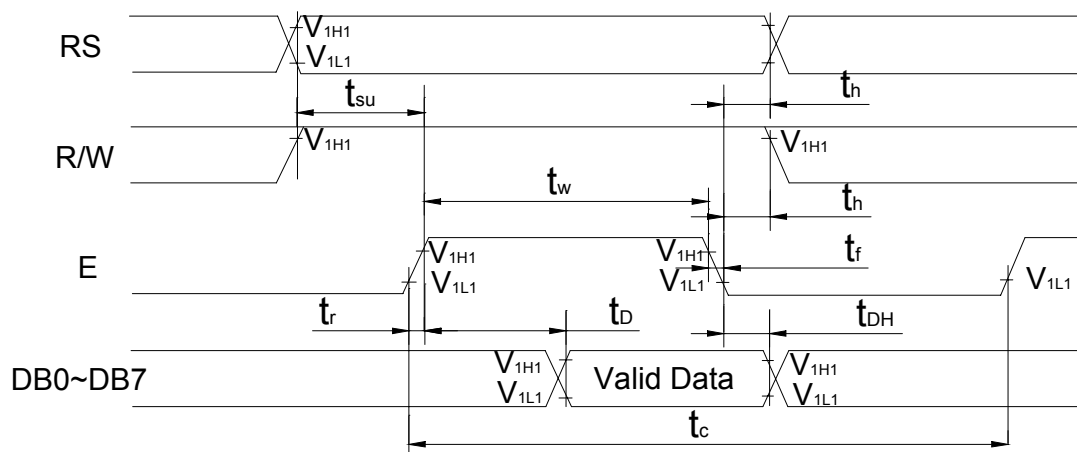 RS V1H1
V1L1
tsu th
R/W V1H1 V1H1
tw th
E V1H1 V1H1 tf
V1L1 V1L1 V1L1
tr tD tDH
DB0~DB7 V1H1 Valid Data V1H1
V1L1 V1L1
tc